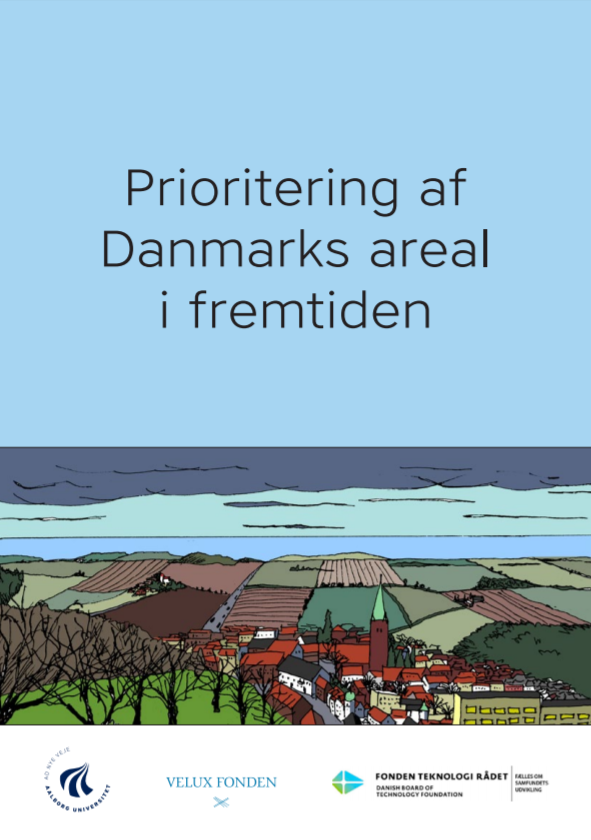 Prioritering af
Danmarks areal
i fremtiden
AD NYE VEJE
AALBORG UNIVERSITET
VELUX FONDEN
FONDEN TEKNOLOGI RÅDET
DANISH BOARD OF
TECHNOLOGY FOUNDATION
FÆLLES OM
SAMFUNDETS
UDVIKLING